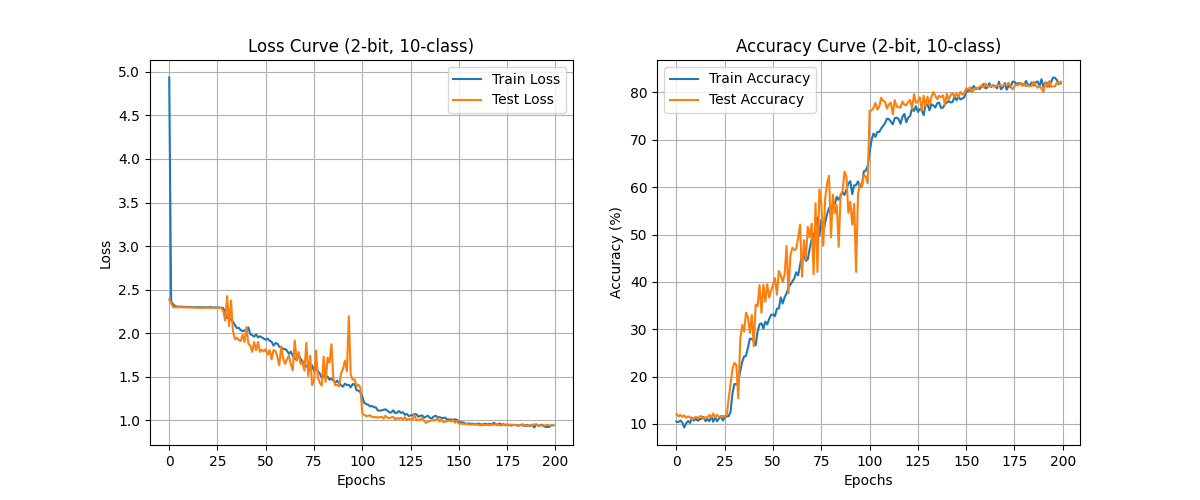 Loss Curve (2-bit, 10-class)
5.0
4.5
4.0
3.5
3.0
2.5
2.0
1.5
1.0
Loss
Train Loss
Test Loss
0 25 50 75 100 125 150 175 200
Epochs
Accuracy Curve (2-bit, 10-class)
80
70
60
50
40
30
20
10
Accuracy (%)
Train Accuracy
Test Accuracy
0 25 50 75 100 125 150 175 200
Epochs